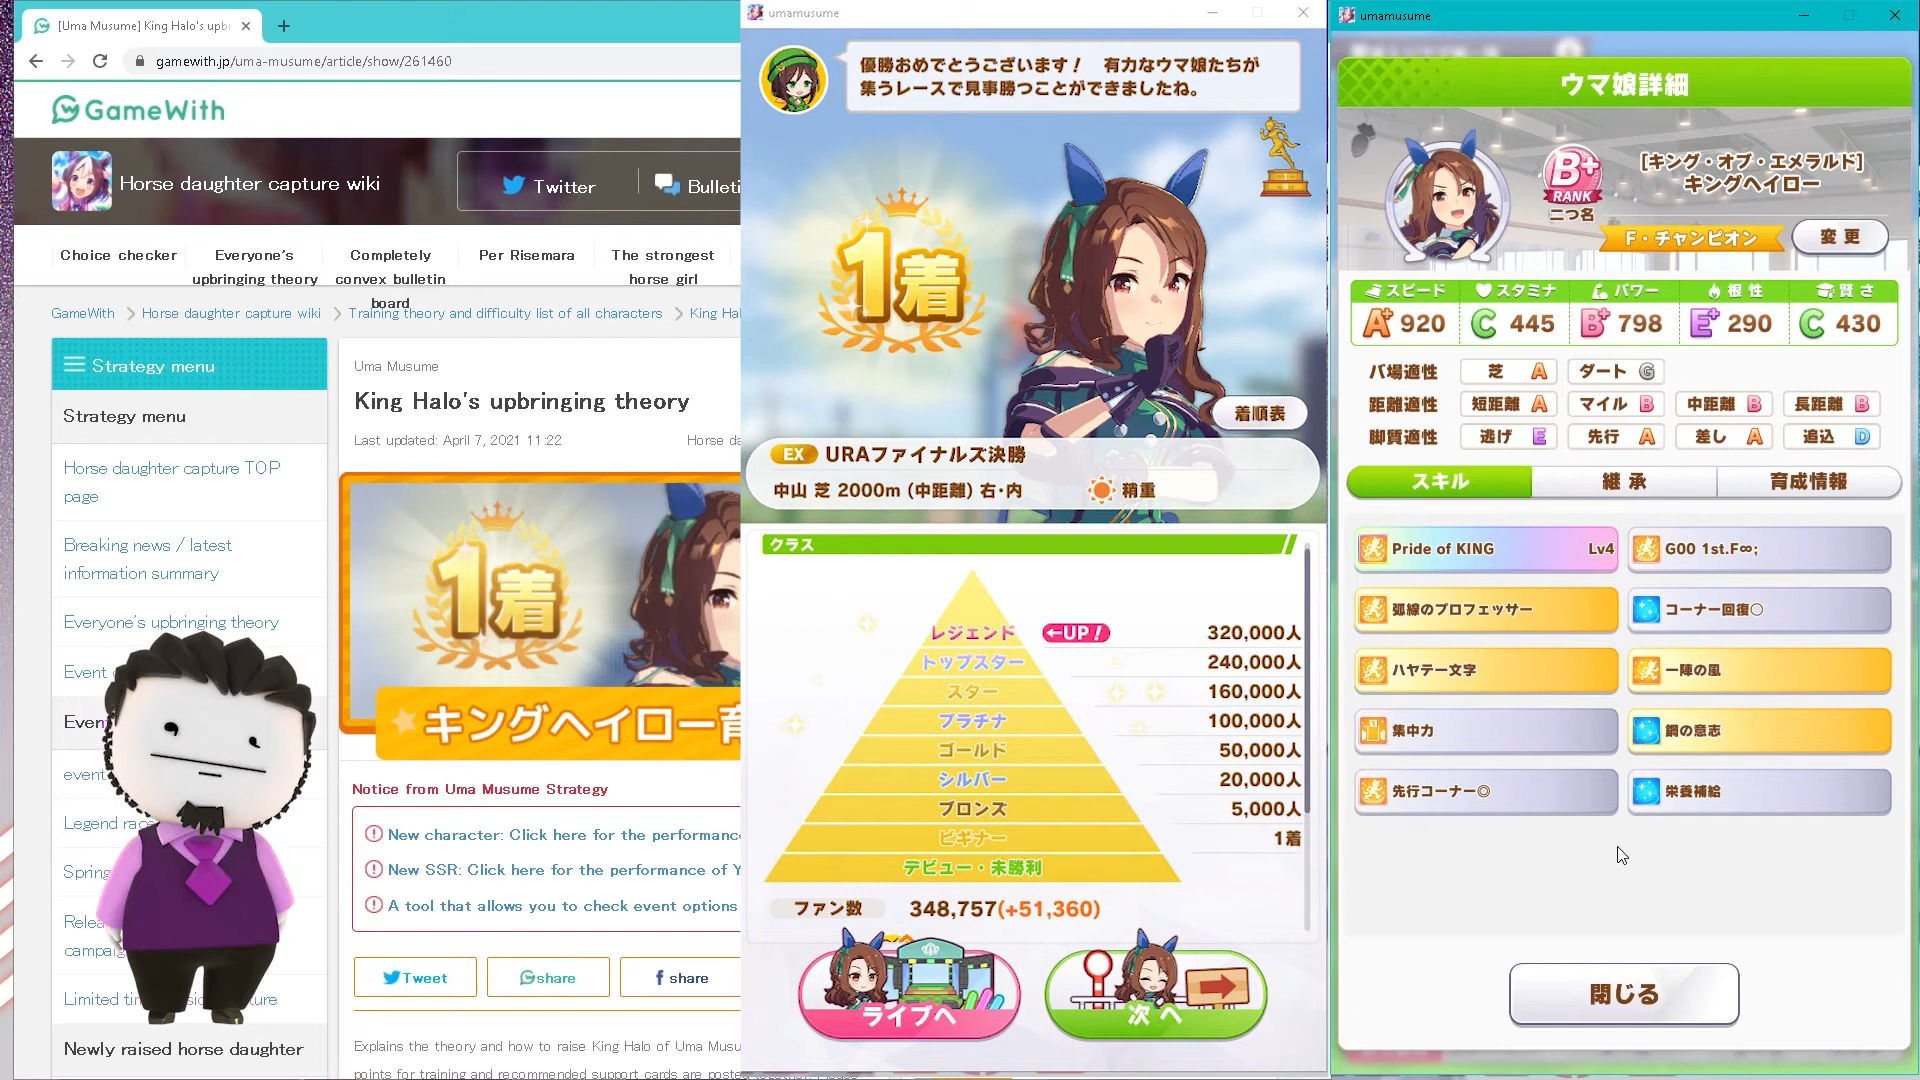 [Uma Musume] King Halo's upbr
gamewith.jp/uma-musume/article/show/261460
GameWith
Horse daughter capture wiki
Twitter
Bulleti
Choice checker
Everyone's upbringing theory
Completely convex bulletin board
Per Risemara
The strongest horse girl
GameWith
Horse daughter capture wiki
Training theory and difficulty list of all characters
King Hal
Strategy menu
Strategy menu
Horse daughter capture TOP page
Breaking news / latest information summary
Everyone's upbringing theory
Event
Even
event
Legend race
Spring
Relea
campaig
Limited ti
ture
Newly raised horse daughter
Uma Musume
King Halo's upbringing theory
Last updated: April 7, 2021 11:22
Horse da
1着
キングヘイロー育
Notice from Uma Musume Strategy
New character: Click here for the performanc
New SSR: Click here for the performance of Y
A tool that allows you to check event options
Tweet
share
share
Explains the theory and how to raise King Halo of Uma Musu
points for training and recommended support cards are posted together. Please
umamusume
優勝おめでとうございます！ 有力なウマ娘たちが
集うレースで見事勝つことができましたね。
1着
着順表
EX URAファイナルズ決勝
中山 芝 2000m (中距離) 右・内 稍重
クラス
レジェンド ←UP！ 320,000人
トップスター 240,000人
スター 160,000人
プラチナ 100,000人
ゴールド 50,000人
シルバー 20,000人
ブロンズ 5,000人
ビギナー 1着
デビュー・未勝利
ファン数 348,757(+51,360)
ライブへ
次へ
umamusume
ウマ娘詳細
B+ RANK
二つ名
[キング・オブ・エメラルド]
キングヘイロー
F・チャンピオン
変更
スピード スタミナ パワー 根性 賢さ
A+ 920 C 445 B+ 798 E+ 290 C 430
バ場適性 芝 A ダート G
距離適性 短距離 A マイル B 中距離 B 長距離 B
脚質適性 逃げ E 先行 A 差し A 追込 D
スキル 継承 育成情報
Pride of KING Lv4
G00 1st.F∞;
弧線のプロフェッサー
コーナー回復○
ハヤテ一文字
一陣の風
集中力
鋼の意志
先行コーナー◎
栄養補給
閉じる